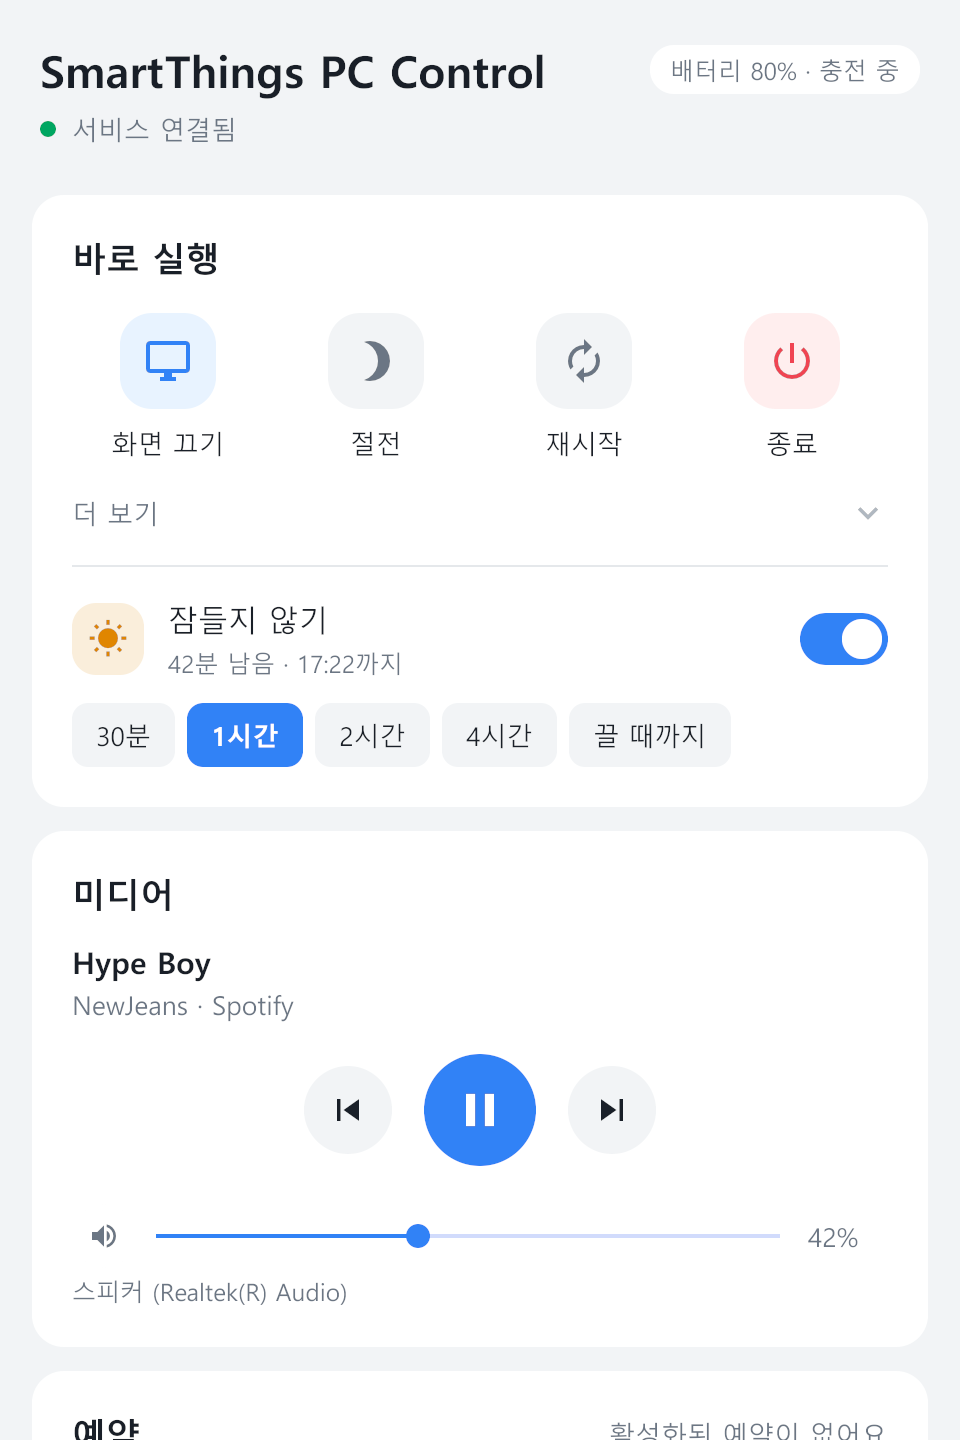 SmartThings PC Control
배터리 80% · 충전 중
서비스 연결됨
바로 실행
화면 끄기
절전
재시작
종료
더 보기
잠들지 않기
42분 남음 · 17:22까지
30분
1시간
2시간
4시간
끌 때까지
미디어
Hype Boy
NewJeans · Spotify
42%
스피커 (Realtek(R) Audio)
예약
활성화된 예약이 없어요